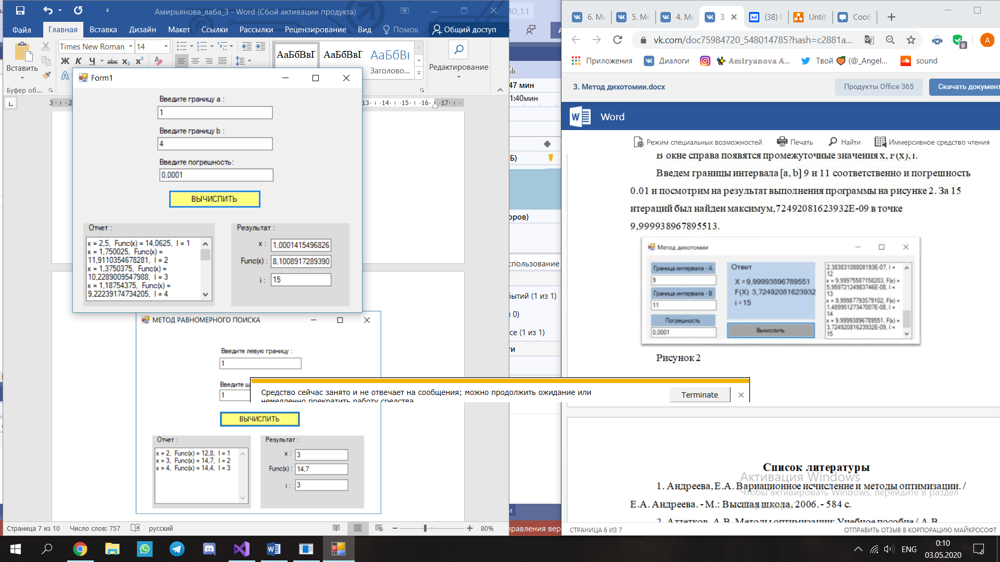 Амирьянова_лаба_3 - Word (Сбой активации продукта)
Файл
Главная
Вставка
Дизайн
Макет
Ссылки
Рассылки
Рецензирование
Вид
Помощ
Общий доступ
Вставить
Times New Roman
14
Ж К Ч abc x₂ x²
АаБбВвГ
АаБбВвГ
АаБбВв
Заголово...
Редактирование
Буфер об...
Form1
Введите границу a :
1
Введите границу b :
4
Введите погрешность:
0,0001
ВЫЧИСЛИТЬ
Отчет :
x = 2,5, Func(x) = 14,0625, I = 1
x = 1,750025, Func(x) =
11,9110354678281, I = 2
x = 1,3750375, Func(x) =
10,2289009547988, I = 3
x = 1,18754375, Func(x) =
9,22239174734205, I = 4
Результат :
x : 1,0001415496826
Func(x) : 8,1008917289390
i : 15
МЕТОД РАВНОМЕРНОГО ПОИСКА
Введите левую границу :
1
Введите ш
1
ВЫЧИСЛИТЬ
Отчет :
x = 2, Func(x) = 12,8, I = 1
x = 3, Func(x) = 14,7, I = 2
x = 4, Func(x) = 14,4, I = 3
Результат :
x : 3
Func(x) : 14,7
i : 3
Средство сейчас занято и не отвечает на сообщения; можно продолжить ожидание или
немедленно прекратить работу средства
Terminate
Страница 7 из 10
Число слов: 757
русский
80%
О_1.1
47 мин
1:40мин
Б)
оров)
спользование
бытий (1 из 1)
з 0)
се (1 из 1)
ти
правления вер
6. Ме
5. Ме
4. Ме
3.
(38) В
Untitl
Сооб
vk.com/doc75984720_548014785?hash=c2881a...
Приложения
Диалоги
Amiryanova A...
Твой 🍑 (@_Angel...
sound
3. Метод дихотомии.docx
Продукты Office 365
Скачать документ
Word
Режим специальных возможностей
Печать
Найти
Иммерсивное средство чтения
В окне справа появятся промежуточные значения x, F(x), i.
Введем границы интервала [a, b] 9 и 11 соответственно и погрешность
0.01 и посмотрим на результат выполнения программы на рисунке 2. За 15
итераций был найден максимум,72492081623932E-09 в точке
9,999938967895513.
Метод дихотомии
Граница интервала - А
9
Граница интервала - В
11
Погрешность
0,0001
Ответ
X = 9,99993896789551
F(X) 3,72492081623932
i = 15
Вычислить
2,38383108808193E-07, I =
12
x = 9,99975587158203, F(x) =
5,95972124983746E-08, I =
13
x = 9,99987793579102, F(x) =
1,48995127347007E-08, I =
14
x = 9,99993896789551, F(x) =
3,72492081623932E-09, I =
15
Рисунок 2
Список литературы
1. Андреева, Е.А. Вариационное исчисление и методы оптимизации. /
Е.А. Андреева. - М.: Высшая школа, 2006. - 584 с.
2. Аттетков, А.В. Методы оптимизации: Учебное пособие / А.В.
Активация Windows
Чтобы активировать Windows, перейдите в раздел
"Параметры".
СТРАНИЦА 6 ИЗ 7
ОТПРАВИТЬ ОТЗЫВ В КОРПОРАЦИЮ МАЙКРОСОФТ
ENG
0:10
03.05.2020